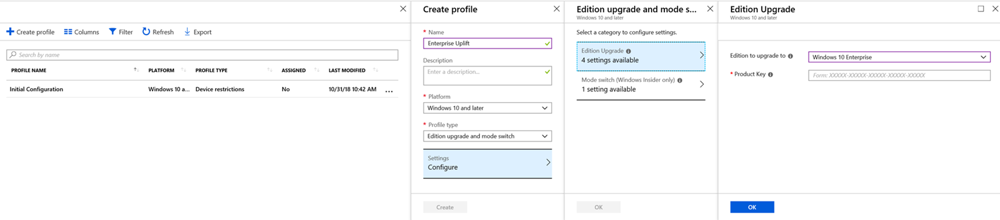 Create profile
Columns
Filter
Refresh
Export
Search by name
PROFILE NAME PLATFORM PROFILE TYPE ASSIGNED LAST MODIFIED
Initial Configuration Windows 10 a... Device restrictions No 10/31/18 10:42 AM ...
Create profile
* Name
Enterprise Uplift
Description
Enter a description...
* Platform
Windows 10 and later
* Profile type
Edition upgrade and mode switch
Settings
Configure
Create
Edition upgrade and mode s...
Windows 10 and later
Select a category to configure settings.
Edition Upgrade
4 settings available
Mode switch (Windows Insider only)
1 setting available
OK
Edition Upgrade
Windows 10 and later
Edition to upgrade to
Windows 10 Enterprise
* Product Key
Form: XXXXX-XXXXX-XXXXX-XXXXX-XXXXX
OK